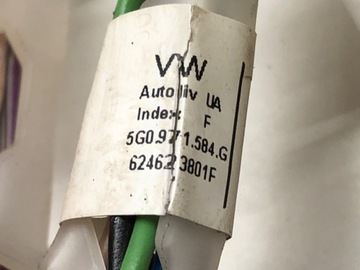 VW
Autoliv UA
Index F
5G0.971.584.G
624623801F